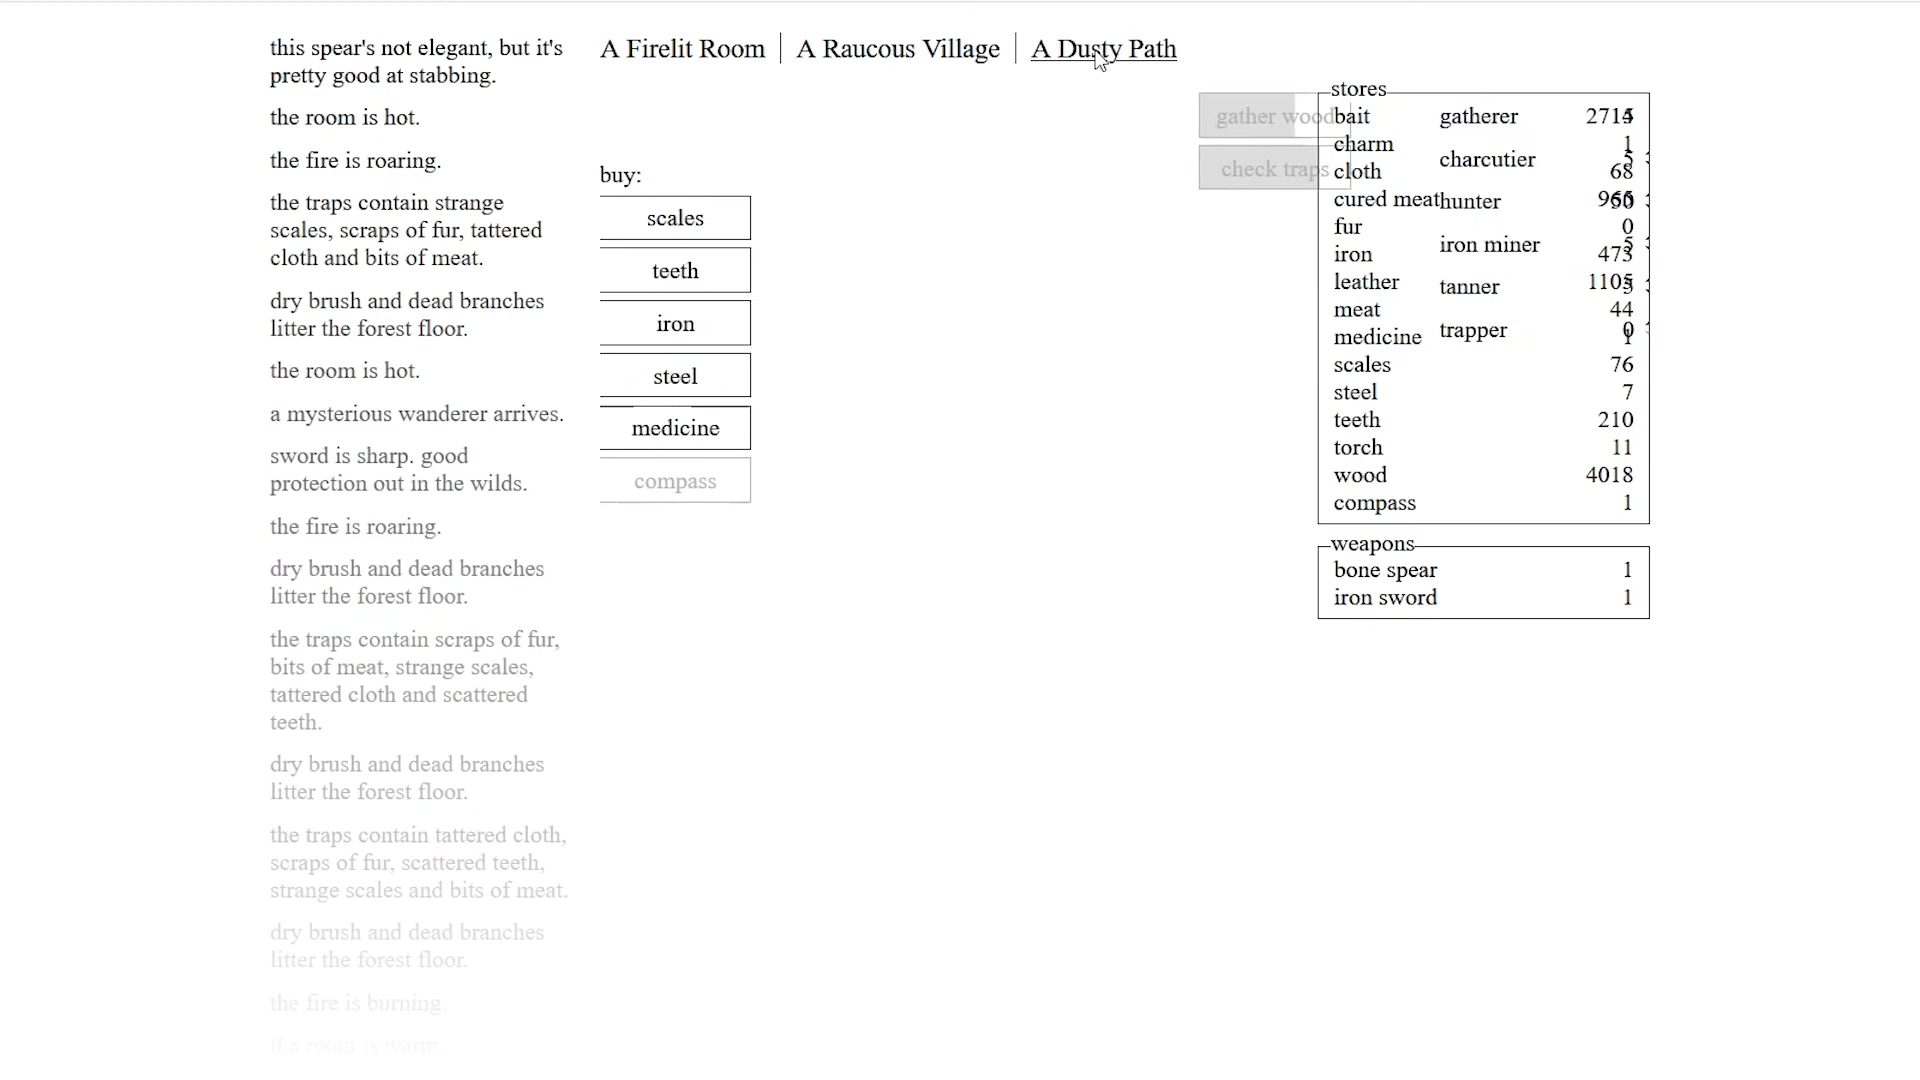 this spear's not elegant, but it's
pretty good at stabbing.
the room is hot.
the fire is roaring.
the traps contain strange
scales, scraps of fur, tattered
cloth and bits of meat.
dry brush and dead branches
litter the forest floor.
the room is hot.
a mysterious wanderer arrives.
sword is sharp. good
protection out in the wilds.
the fire is roaring.
dry brush and dead branches
litter the forest floor.
the traps contain scraps of fur,
bits of meat, strange scales,
tattered cloth and scattered
teeth.
dry brush and dead branches
litter the forest floor.
the traps contain tattered cloth,
scraps of fur, scattered teeth,
strange scales and bits of meat.
dry brush and dead branches
litter the forest floor.
the fire is burning.
the room is warm.
A Firelit Room | A Raucous Village | A Dusty Path
buy:
scales
teeth
iron
steel
medicine
compass
gather wood
check traps
stores
bait
charm 1
cloth 68
cured meat
fur 0
iron
leather
meat 44
medicine
scales 76
steel 7
teeth 210
torch 11
wood 4018
compass 1
gatherer
charcutier
hunter
iron miner
tanner
trapper
weapons
bone spear 1
iron sword 1